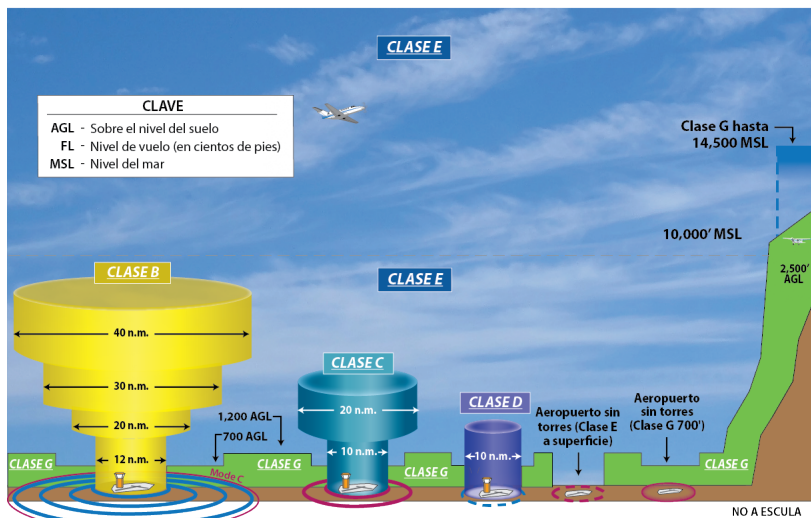 CLASE E
CLAVE
AGL - Sobre el nivel del suelo
FL - Nivel de vuelo (en cientos de pies)
MSL - Nivel del mar
Clase G hasta
14,500 MSL
10,000' MSL
2,500'
AGL
CLASE B
CLASE E
40 n.m.
30 n.m.
20 n.m.
12 n.m.
1,200 AGL
700 AGL
CLASE G
Mode C
CLASE G
CLASE C
20 n.m.
10 n.m.
CLASE G
CLASE D
10 n.m.
Aeropuerto sin
torres (Clase E
a superficie)
Aeropuerto
sin torres
(Clase G 700')
CLASE G
NO A ESCULA